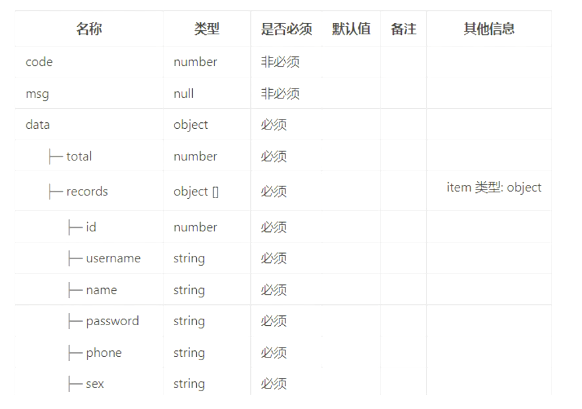 名称 类型 是否必须 默认值 备注 其他信息
code number 非必须
msg null 非必须
data object 必须
├─ total number 必须
├─ records object [] 必须 item 类型: object
├─ id number 必须
├─ username string 必须
├─ name string 必须
├─ password string 必须
├─ phone string 必须
├─ sex string 必须